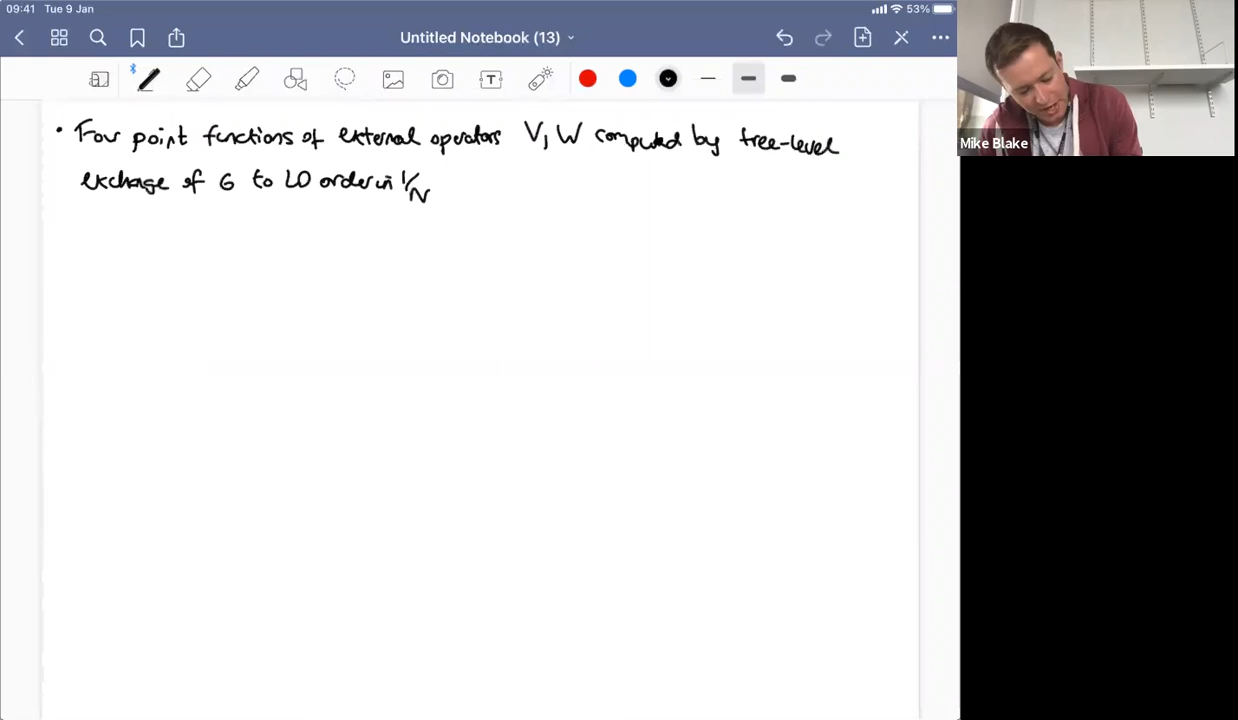 09:41 Tue 9 Jan
53%
Untitled Notebook (13)
Mike Blake
• Four point functions of external operators V, W computed by tree-level
exchange of G to LO order in 1/N